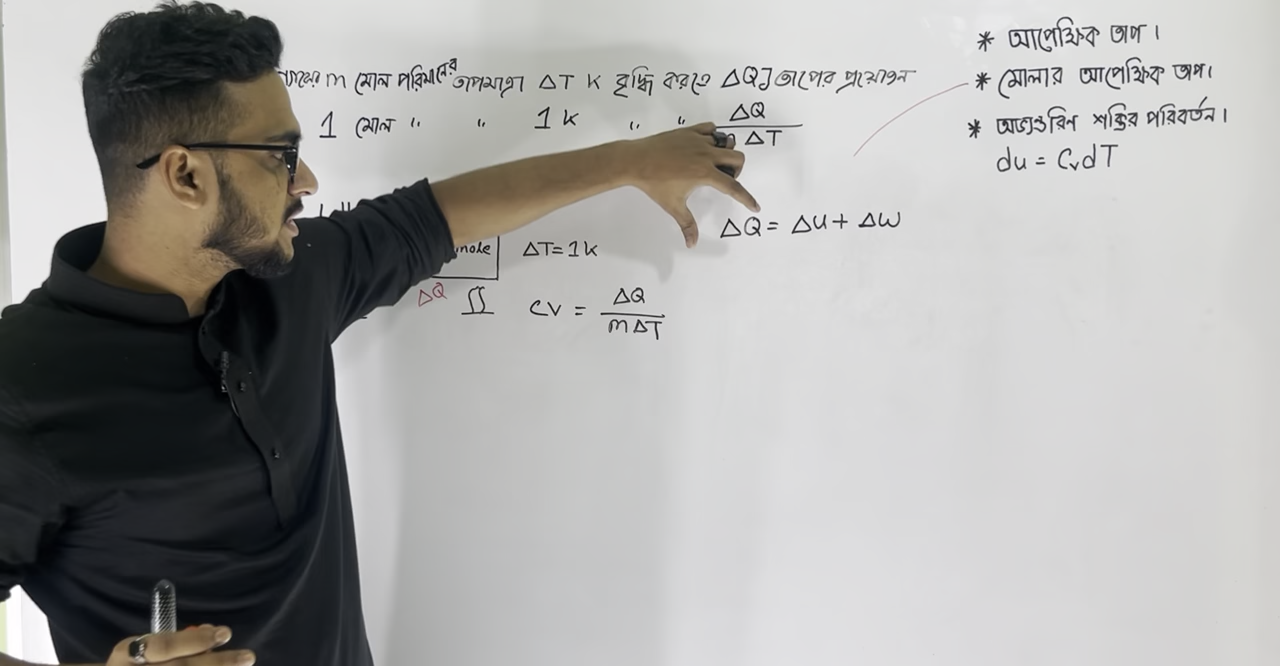 m মোল পরিমানের তাপমাত্রা ΔT K বৃদ্ধি করতে ΔQ J তাপের প্রয়োজন
1 মোল " " 1 K " " ΔQ
ΔT
ΔQ = Δu + Δw
mole ΔT = 1 K
ΔQ
CV = ΔQ
m ΔT
* আপেক্ষিক তাপ।
* মোলার আপেক্ষিক তাপ।
* অভ্যন্তরিণ শক্তির পরিবর্তন।
du = CvdT